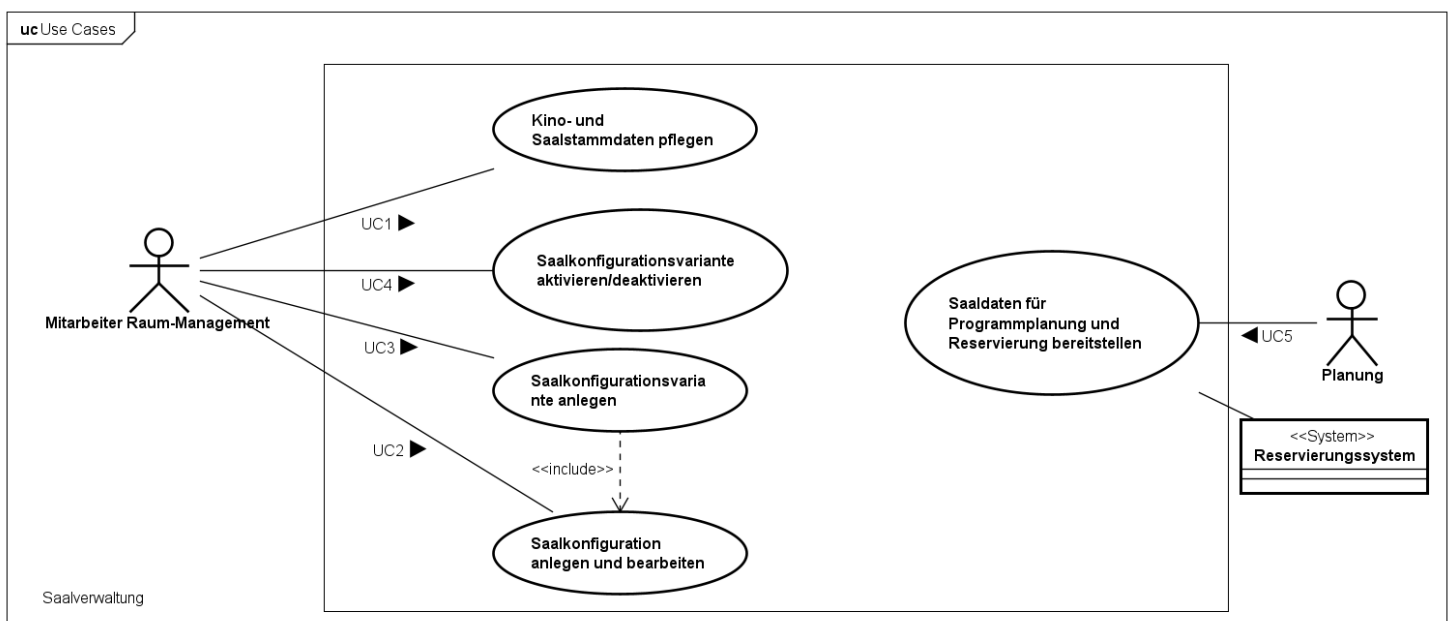 uc Use Cases
Kino- und
Saalstammdaten pflegen
UC1
Saalkonfigurationsvariante
aktivieren/deaktivieren
UC4
Mitarbeiter Raum-Management
UC3
Saalkonfigurationsvaria
nte anlegen
UC2
<<include>>
Saalkonfiguration
anlegen und bearbeiten
Saaldaten für
Programmplanung und
Reservierung bereitstellen
UC5
Planung
<<System>>
Reservierungssystem
Saalverwaltung